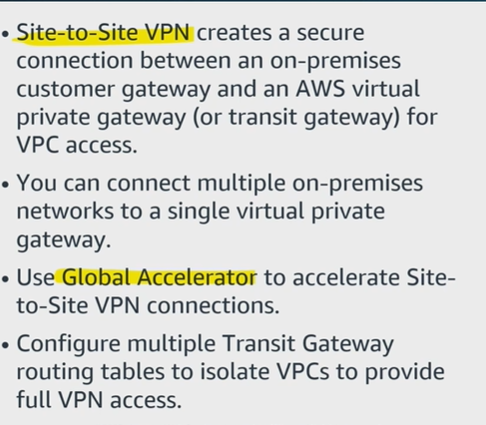 • Site-to-Site VPN creates a secure
connection between an on-premises
customer gateway and an AWS virtual
private gateway (or transit gateway) for
VPC access.
• You can connect multiple on-premises
networks to a single virtual private
gateway.
• Use Global Accelerator to accelerate Site-
to-Site VPN connections.
• Configure multiple Transit Gateway
routing tables to isolate VPCs to provide
full VPN access.